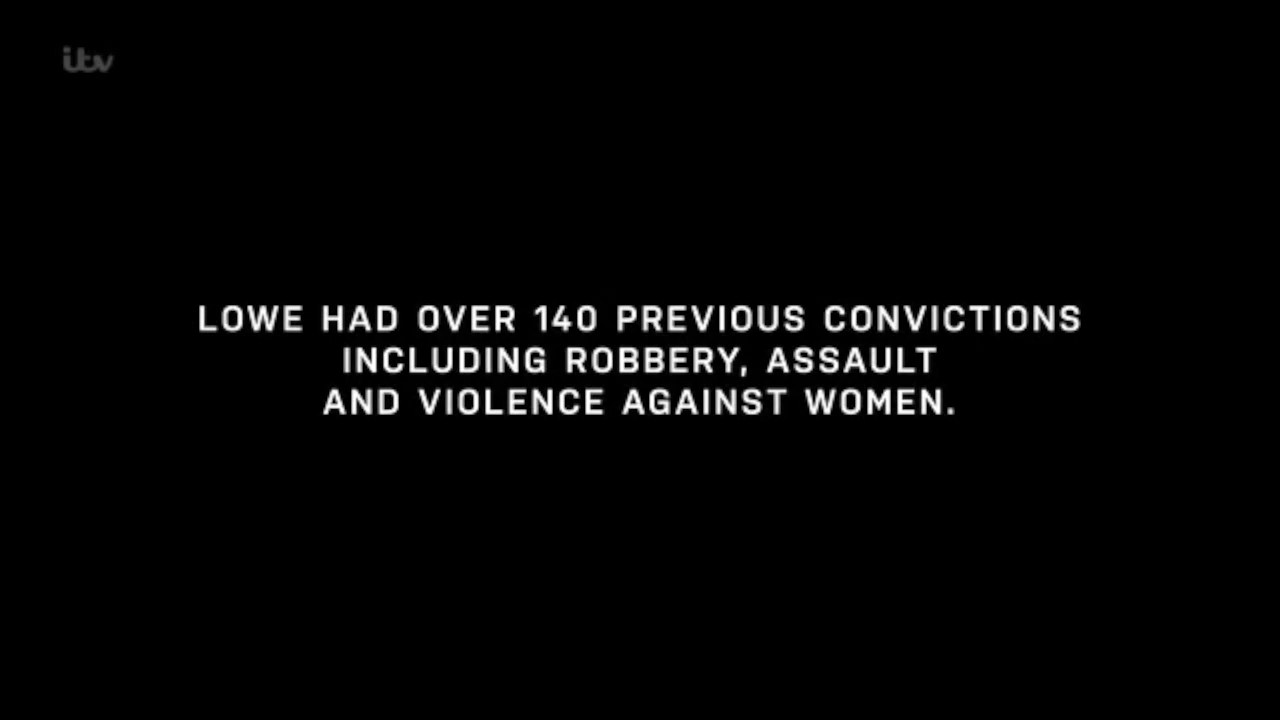 itv
LOWE HAD OVER 140 PREVIOUS CONVICTIONS
INCLUDING ROBBERY, ASSAULT
AND VIOLENCE AGAINST WOMEN.